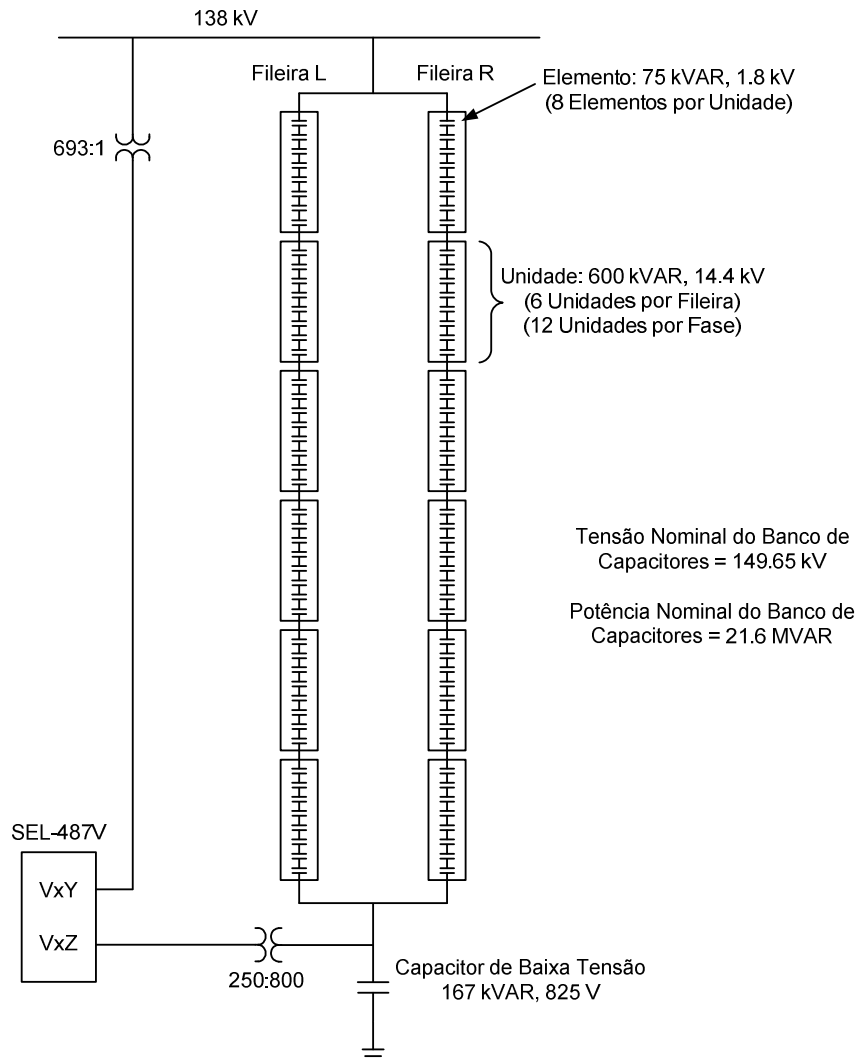 138 kV
Fileira L
Fileira R
Elemento: 75 kVAR, 1.8 kV
(8 Elementos por Unidade)
693:1
Unidade: 600 kVAR, 14.4 kV
(6 Unidades por Fileira)
(12 Unidades por Fase)
Tensão Nominal do Banco de
Capacitores = 149.65 kV
Potência Nominal do Banco de
Capacitores = 21.6 MVAR
SEL-487V
VxY
VxZ
250:800
Capacitor de Baixa Tensão
167 kVAR, 825 V